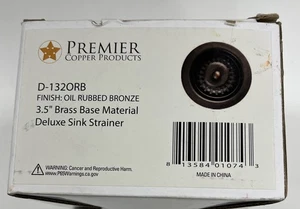 PREMIER
COPPER PRODUCTS
D-132ORB
FINISH: OIL RUBBED BRONZE
3.5" Brass Base Material
Deluxe Sink Strainer
WARNING: Cancer and Reproductive Harm.
www.P65Warnings.ca.gov
8 13584 01074 3
MADE IN CHINA